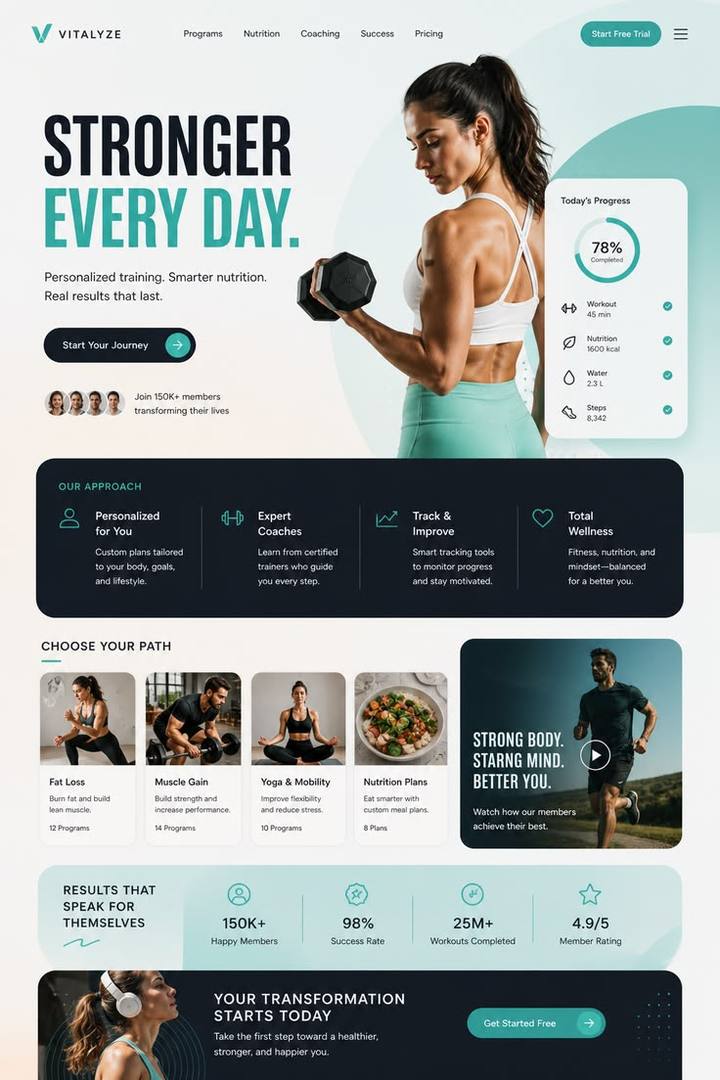 VITALYZE
Programs
Nutrition
Coaching
Success
Pricing
Start Free Trial
STRONGER
EVERY DAY.
Personalized training. Smarter nutrition.
Real results that last.
Start Your Journey
Join 150K+ members
transforming their lives
Today's Progress
78%
Completed
Workout
45 min
Nutrition
1600 kcal
Water
2.3 L
Steps
8,342
OUR APPROACH
Personalized
for You
Custom plans tailored
to your body, goals,
and lifestyle.
Expert
Coaches
Learn from certified
trainers who guide
you every step.
Track &
Improve
Smart tracking tools
to monitor progress
and stay motivated.
Total
Wellness
Fitness, nutrition, and
mindset—balanced
for a better you.
CHOOSE YOUR PATH
Fat Loss
Burn fat and build
lean muscle.
12 Programs
Muscle Gain
Build strength and
increase performance.
14 Programs
Yoga & Mobility
Improve flexibility
and reduce stress.
10 Programs
Nutrition Plans
Eat smarter with
custom meal plans.
8 Plans
STRONG BODY.
STARNG MIND.
BETTER YOU.
Watch how our members
achieve their best.
RESULTS THAT
SPEAK FOR
THEMSELVES
150K+
Happy Members
98%
Success Rate
25M+
Workouts Completed
4.9/5
Member Rating
YOUR TRANSFORMATION
STARTS TODAY
Take the first step toward a healthier,
stronger, and happier you.
Get Started Free